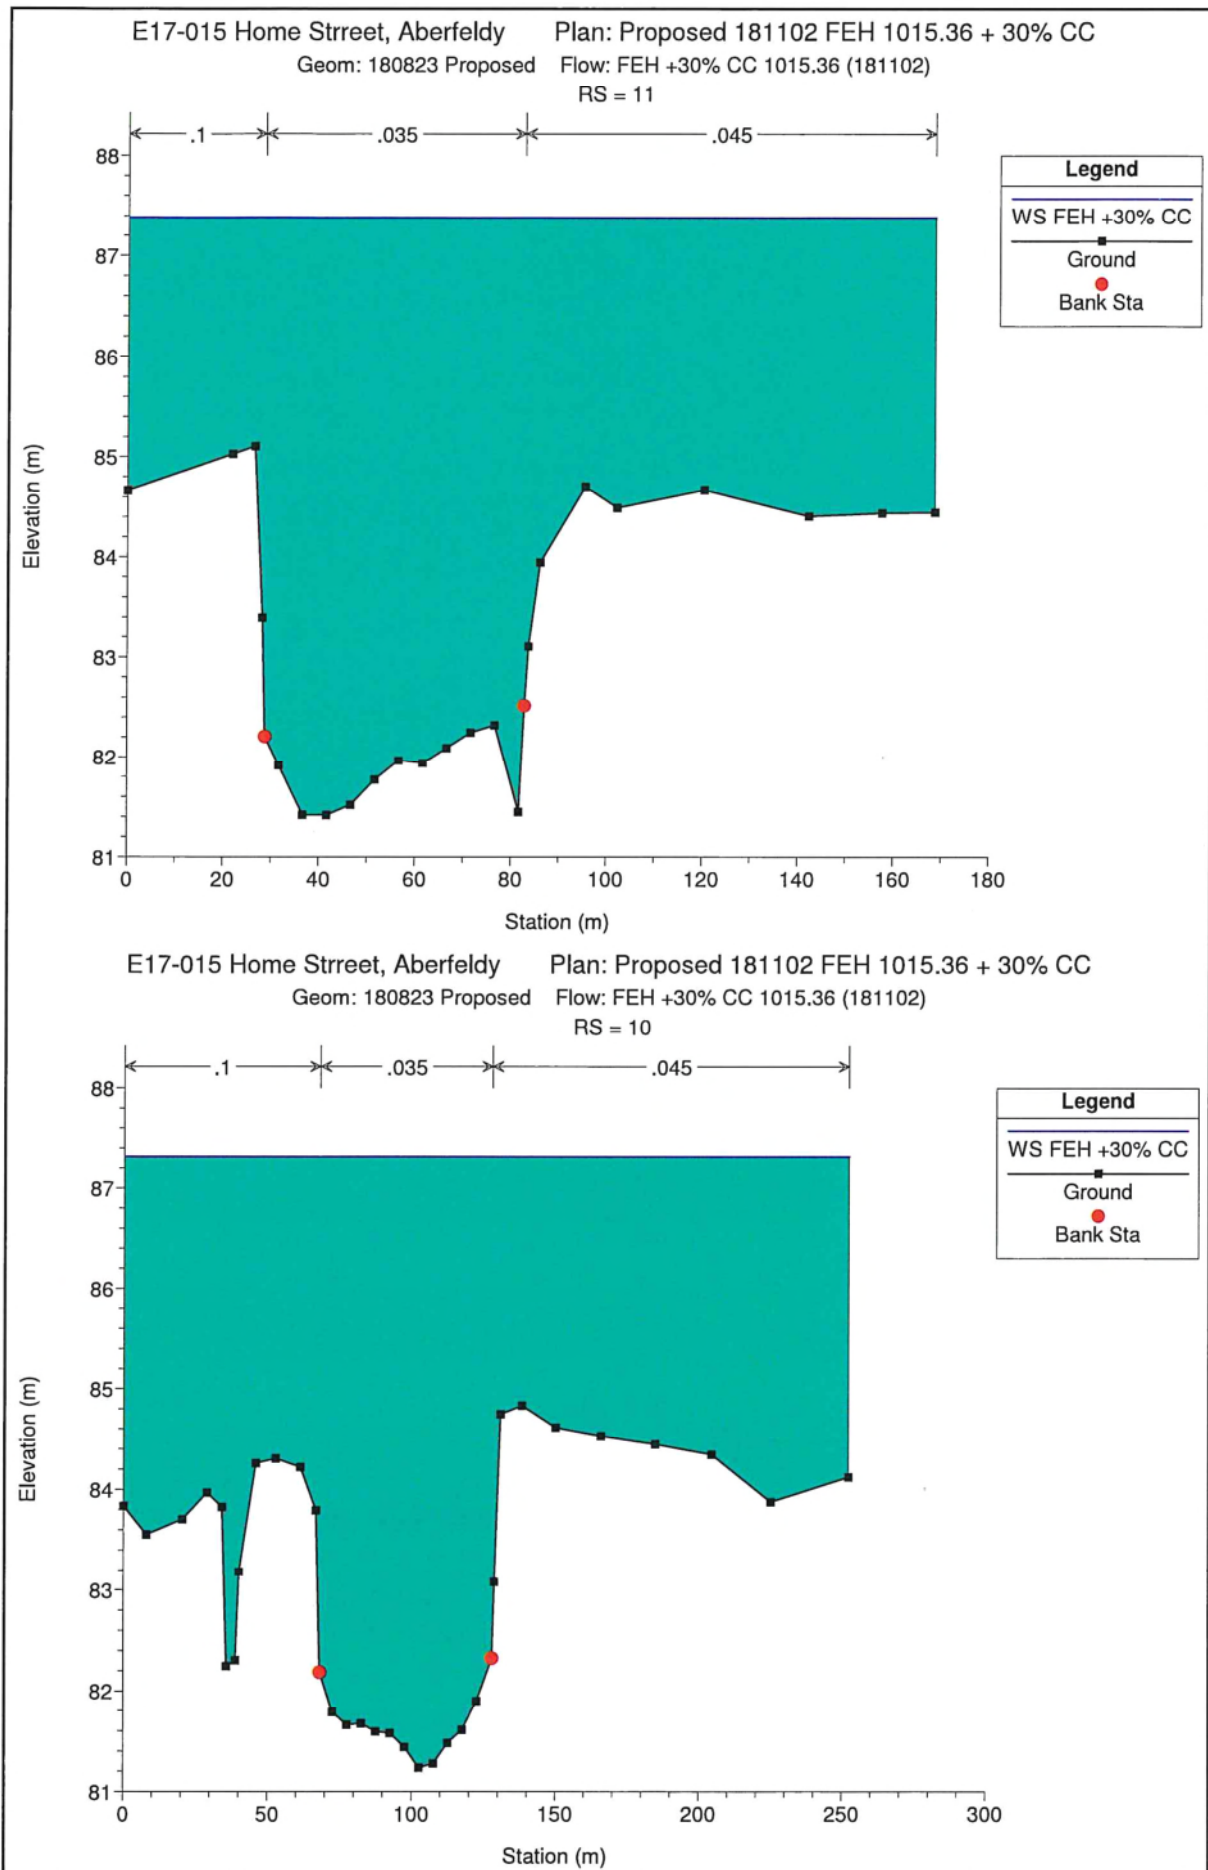 E17-015 Home Strreet, Aberfeldy Plan: Proposed 181102 FEH 1015.36 + 30% CC
Geom: 180823 Proposed Flow: FEH +30% CC 1015.36 (181102)
RS = 11
.1 .035 .045
88
87
86
85
84
83
82
81
Elevation (m)
0 20 40 60 80 100 120 140 160 180
Station (m)
Legend
WS FEH +30% CC
Ground
Bank Sta
E17-015 Home Strreet, Aberfeldy Plan: Proposed 181102 FEH 1015.36 + 30% CC
Geom: 180823 Proposed Flow: FEH +30% CC 1015.36 (181102)
RS = 10
.1 .035 .045
88
87
86
85
84
83
82
81
Elevation (m)
0 50 100 150 200 250 300
Station (m)
Legend
WS FEH +30% CC
Ground
Bank Sta